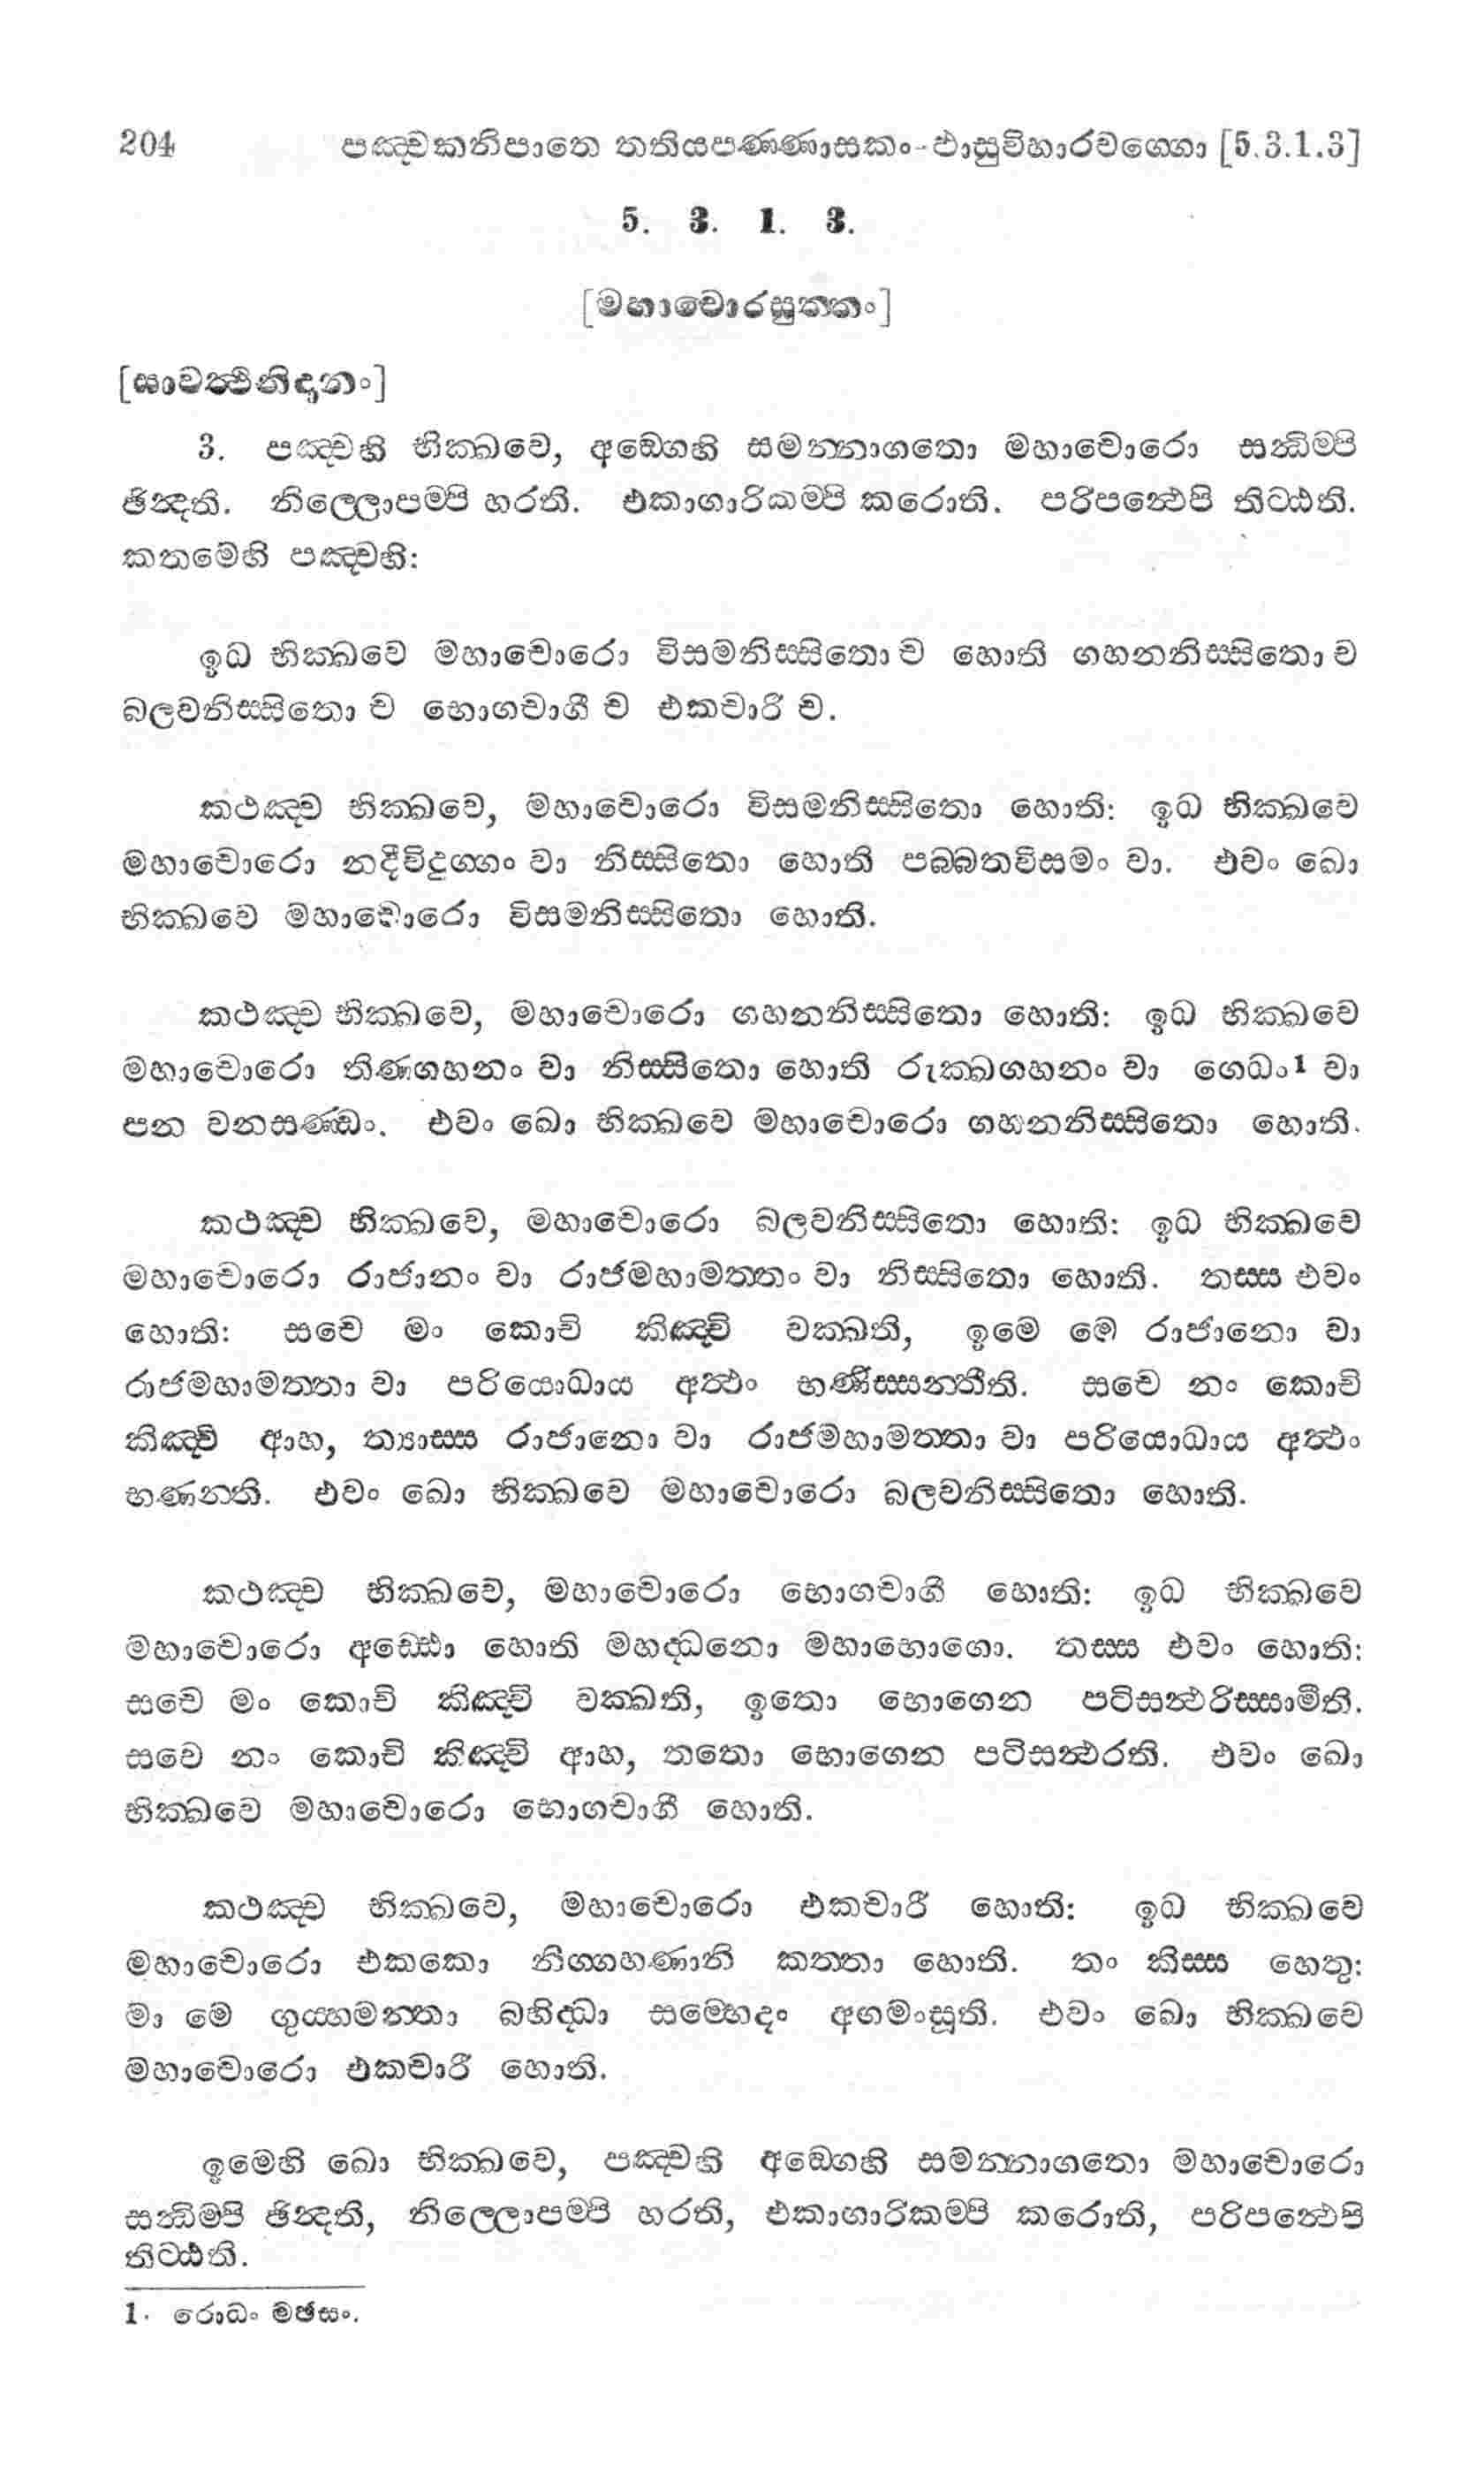 204 පඤ්චකනිපාතෙ තතියපණ්ණාසකං-ඵාසුවිහාරවග්ගො [5.3.1.3]
5. 3. 1. 3.
[මහාචොරසුත්තං]
[සාවත්ථිනිදානං]
3. පඤ්චහි භික්ඛවෙ, අඞ්ගෙහි සමන්නාගතො මහාචොරො සන්ධිම්පි
ඡින්දති. නිල්ලොපම්පි හරති. එකාගාරිකම්පි කරොති. පරිපන්ථෙපි තිට්ඨති.
කතමෙහි පඤ්චහි:
ඉධ භික්ඛවෙ මහාචොරො විසමනිස්සිතො ච හොති ගහනනිස්සිතො ච
බලවනිස්සිතො ච භොගචාගී ච එකචාරී ච.
කථඤ්ච භික්ඛවෙ, මහාචොරො විසමනිස්සිතො හොති: ඉධ භික්ඛවෙ
මහාචොරො නදීවිදුග්ගං වා නිස්සිතො හොති පබ්බතවිසමං වා. එවං ඛො
භික්ඛවෙ මහාචොරො විසමනිස්සිතො හොති.
කථඤ්ච භික්ඛවෙ, මහාචොරො ගහනනිස්සිතො හොති: ඉධ භික්ඛවෙ
මහාචොරො තිණගහනං වා නිස්සිතො හොති රුක්ඛගහනං වා ගෙධං1 වා
පන වනසණ්ඩං. එවං ඛො භික්ඛවෙ මහාචොරො ගහනනිස්සිතො හොති.
කථඤ්ච භික්ඛවෙ, මහාචොරො බලවනිස්සිතො හොති: ඉධ භික්ඛවෙ
මහාචොරො රාජානං වා රාජමහාමත්තං වා නිස්සිතො හොති. තස්ස එවං
හොති: සචෙ මං කොචි කිඤ්චි වක්ඛති, ඉමෙ මෙ රාජානො වා
රාජමහාමත්තා වා පරියොධාය අත්ථං භණිස්සන්තීති. සචෙ නං කොචි
කිඤ්චි ආහ, ත්‍යාස්ස රාජානො වා රාජමහාමත්තා වා පරියොධාය අත්ථං
භණන්ති. එවං ඛො භික්ඛවෙ මහාචොරො බලවනිස්සිතො හොති.
කථඤ්ච භික්ඛවෙ, මහාචොරො භොගචාගී හොති: ඉධ භික්ඛවෙ
මහාචොරො අඩ්ඪො හොති මහද්ධනො මහාභොගො. තස්ස එවං හොති:
සචෙ මං කොචි කිඤ්චි වක්ඛති, ඉතො භොගෙන පටිසන්ථරිස්සාමීති.
සචෙ නං කොචි කිඤ්චි ආහ, තතො භොගෙන පටිසන්ථරති. එවං ඛො
භික්ඛවෙ මහාචොරො භොගචාගී හොති.
කථඤ්ච භික්ඛවෙ, මහාචොරො එකචාරී හොති: ඉධ භික්ඛවෙ
මහාචොරො එකකො නිග්ගහණානි කත්තා හොති. තං කිස්ස හෙතු:
මා මෙ ගුය්හමන්තා බහිද්ධා සම්භෙදං අගමංසූති. එවං ඛො භික්ඛවෙ
මහාචොරො එකචාරී හොති.
ඉමෙහි ඛො භික්ඛවෙ, පඤ්චහි අඞ්ගෙහි සමන්නාගතො මහාචොරො
සන්ධිම්පි ඡින්දති, නිල්ලොපම්පි හරති, එකාගාරිකම්පි කරොති, පරිපන්ථෙපි
තිට්ඨති.
1. රොධං මඡසං.